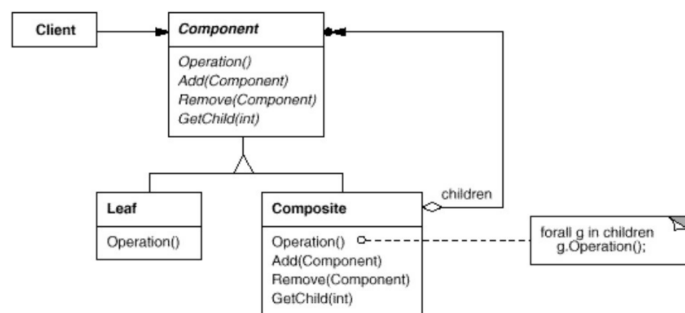 Client
Component
Operation()
Add(Component)
Remove(Component)
GetChild(int)
Leaf
Operation()
Composite
Operation()
Add(Component)
Remove(Component)
GetChild(int)
children
forall g in children
g.Operation();